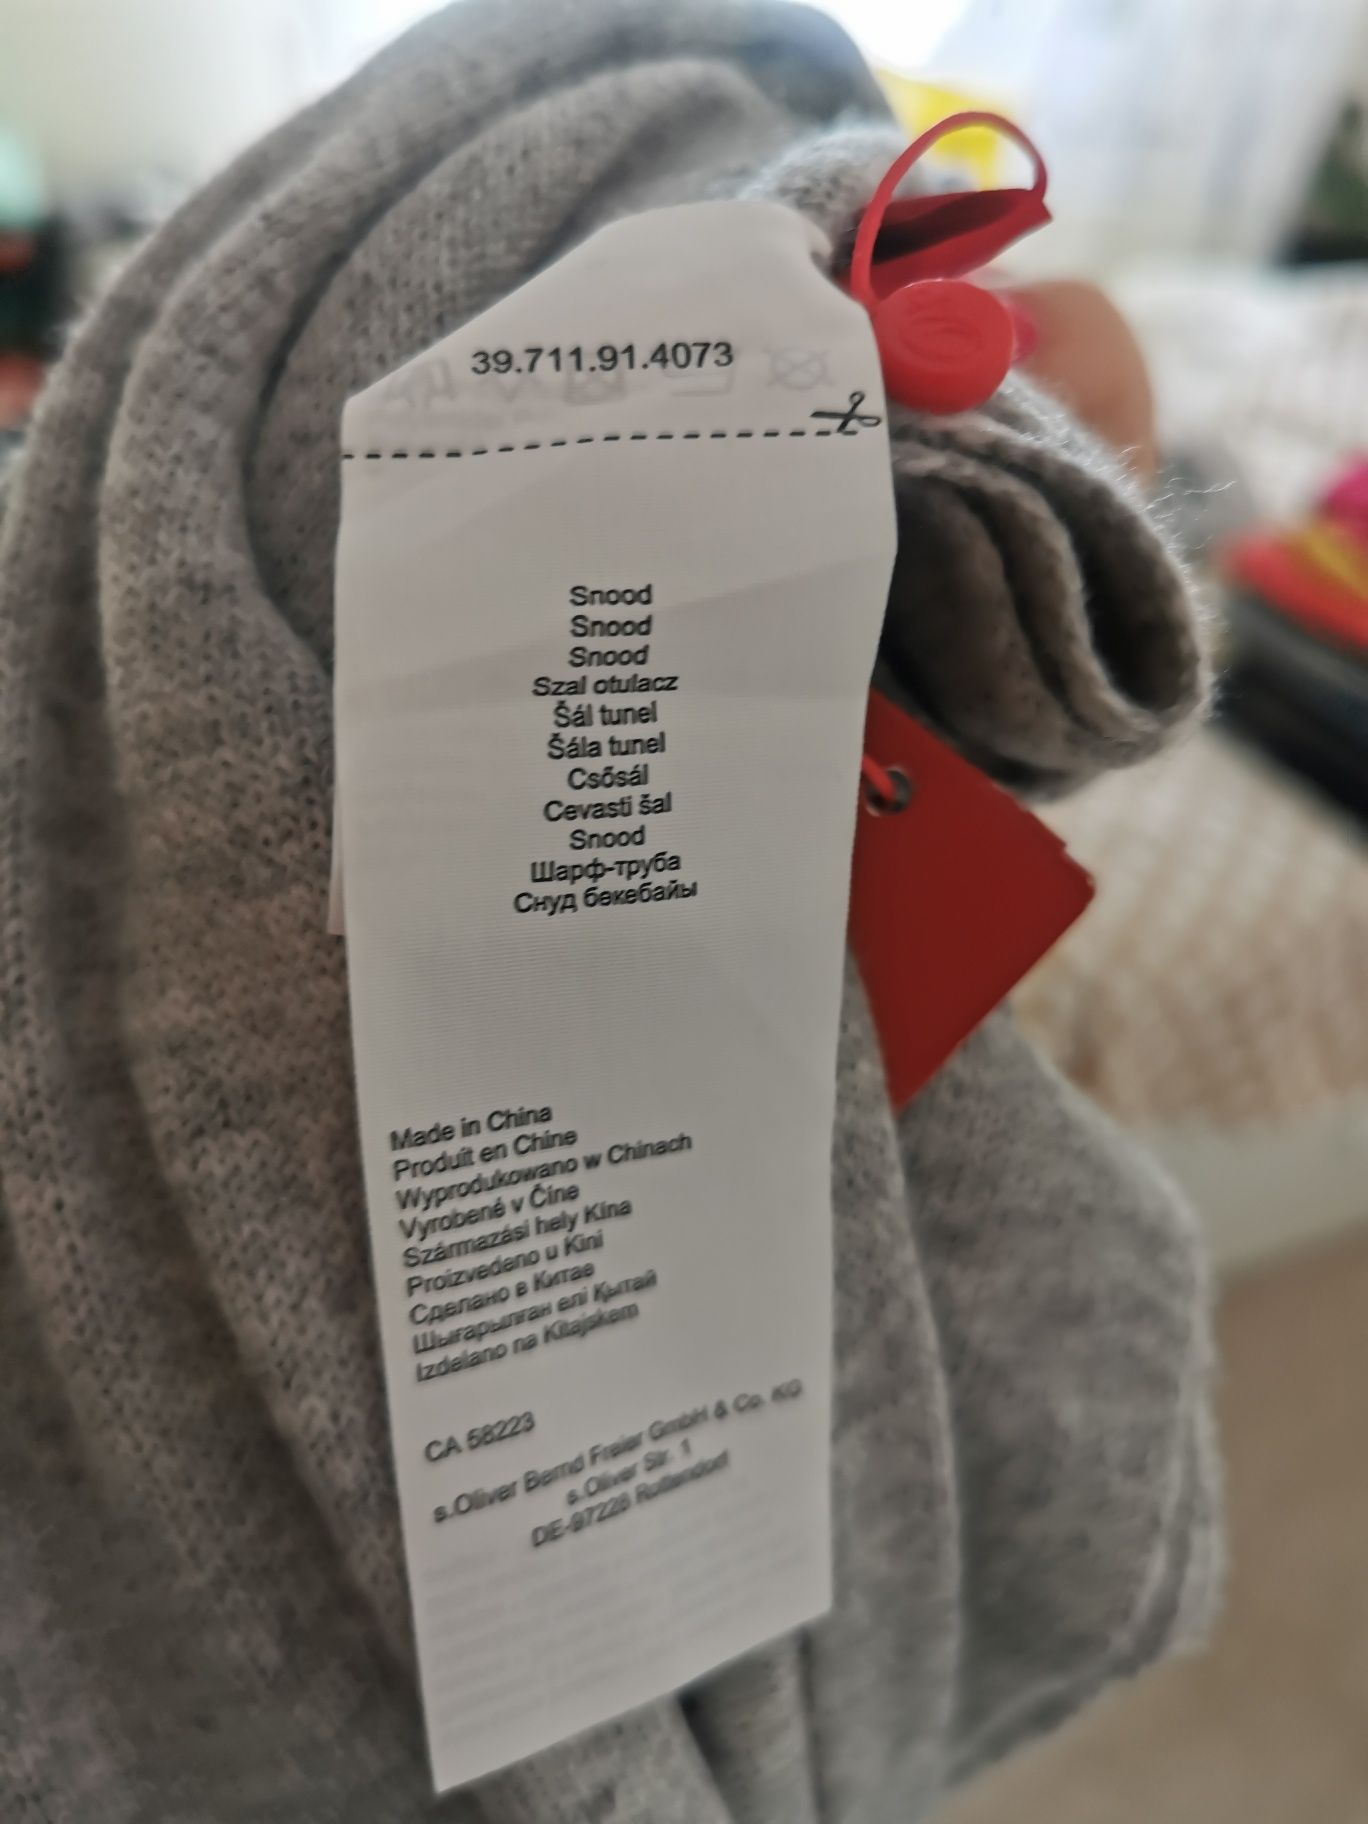 39.711.91.4073
Snood
Snood
Snood
Szal otulacz
Šál tunel
Šála tunel
Csősál
Cevasti šal
Snood
Шарф-труба
Снуд бөкебайы
Made in China
Produit en Chine
Wyprodukowano w Chinach
Vyrobené v Číne
Származási hely Kína
Proizvedeno u Kini
Сделано в Китае
Шығарылған елі Қытай
Izdelano na Kitajskem
CA 58223
s.Oliver Bernd Freier GmbH & Co. KG
s.Oliver Str. 1
DE-97228 Rottendorf